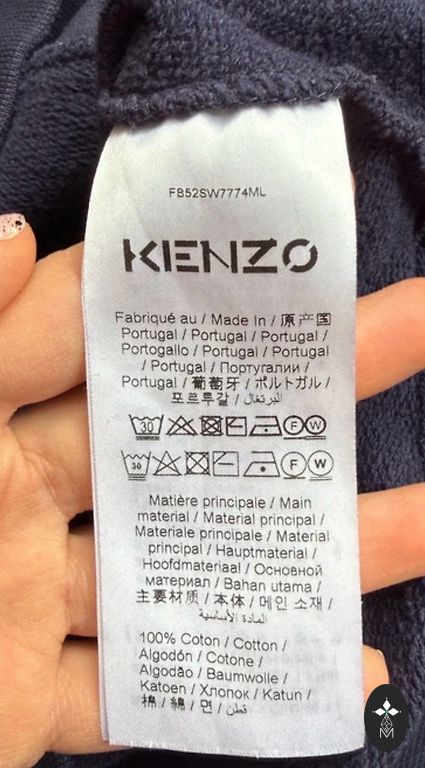 FB52SW7774ML
KENZO
Fabriqué au / Made In / 原产国
Portugal / Portugal / Portugal /
Portogallo / Portugal / Portugal
/ Portugal / Португалии /
Portugal / 葡萄牙 / ポルトガル /
포르투갈 / البرتغال
30 F W
30 F W
Matière principale / Main
material / Material principal /
Materiale principale / Material
principal / Hauptmaterial /
Hoofdmateriaal / Основной
материал / Bahan utama /
主要材质 / 本体 / 메인 소재 /
المادة الأساسية
100% Coton / Cotton /
Algodón / Cotone /
Algodão / Baumwolle /
Katoen / Хлопок / Katun /
棉 / 綿 / 면 / قطن
M